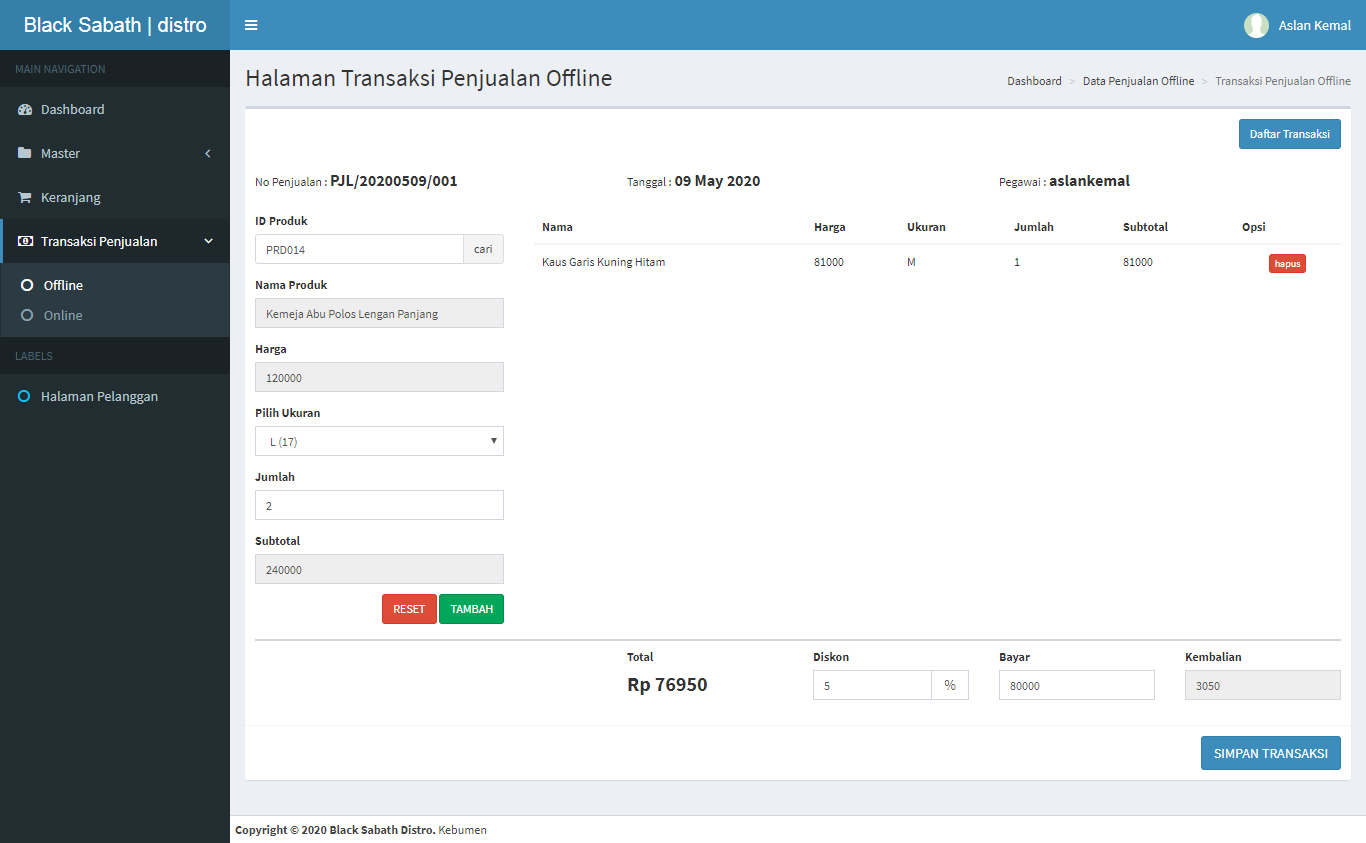 Black Sabath | distro
Aslan Kemal
MAIN NAVIGATION
Dashboard
Master
Keranjang
Transaksi Penjualan
Offline
Online
LABELS
Halaman Pelanggan
Halaman Transaksi Penjualan Offline
Dashboard > Data Penjualan Offline > Transaksi Penjualan Offline
Daftar Transaksi
No Penjualan : PJL/20200509/001
Tanggal : 09 May 2020
Pegawai : aslankemal
ID Produk
PRD014 cari
Nama Produk
Kemeja Abu Polos Lengan Panjang
Harga
120000
Pilih Ukuran
L (17)
Jumlah
2
Subtotal
240000
RESET TAMBAH
Nama Harga Ukuran Jumlah Subtotal Opsi
Kaus Garis Kuning Hitam 81000 M 1 81000 hapus
Total Diskon Bayar Kembalian
Rp 76950 5 % 80000 3050
SIMPAN TRANSAKSI
Copyright © 2020 Black Sabath Distro. Kebumen